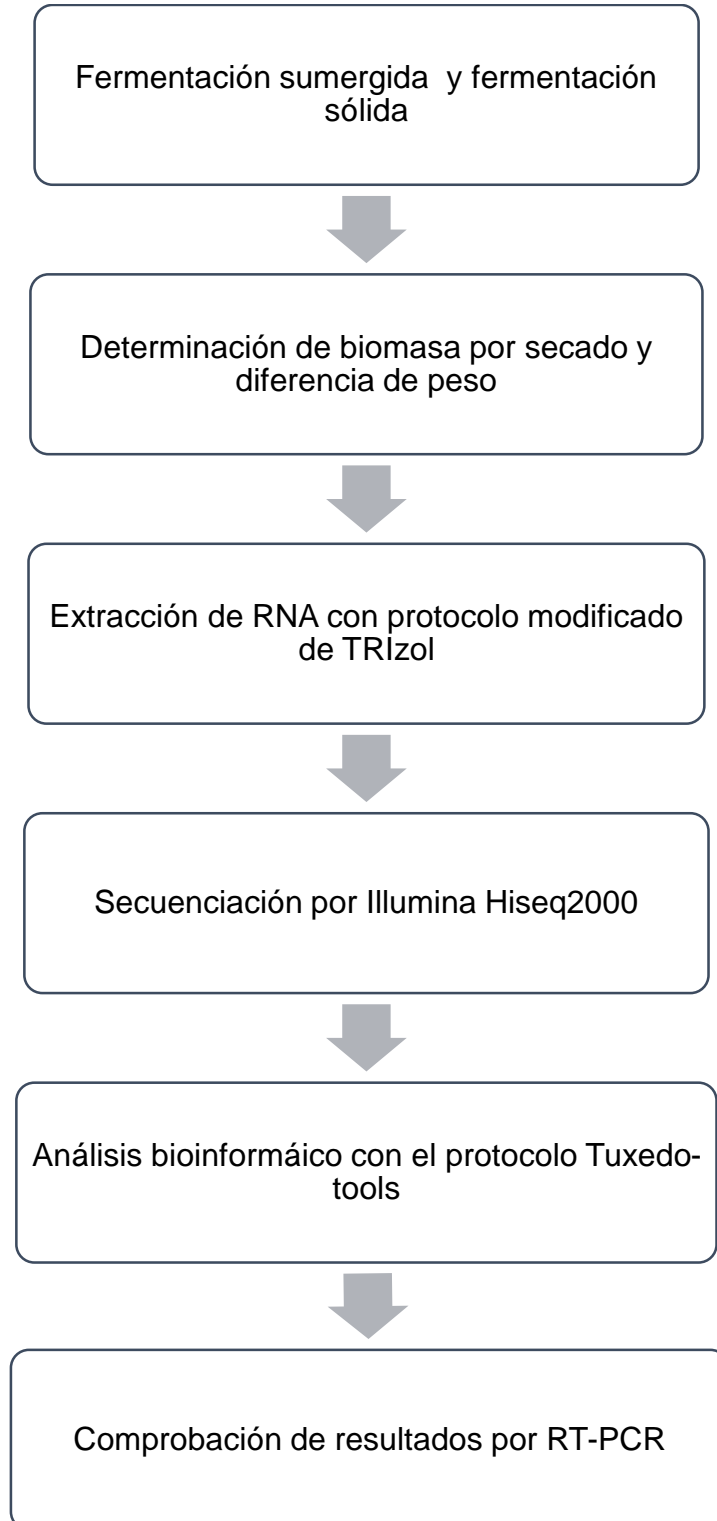 Fermentación sumergida y fermentación
sólida
Determinación de biomasa por secado y
diferencia de peso
Extracción de RNA con protocolo modificado
de TRIzol
Secuenciación por Illumina Hiseq2000
Análisis bioinformáico con el protocolo Tuxedo-
tools
Comprobación de resultados por RT-PCR